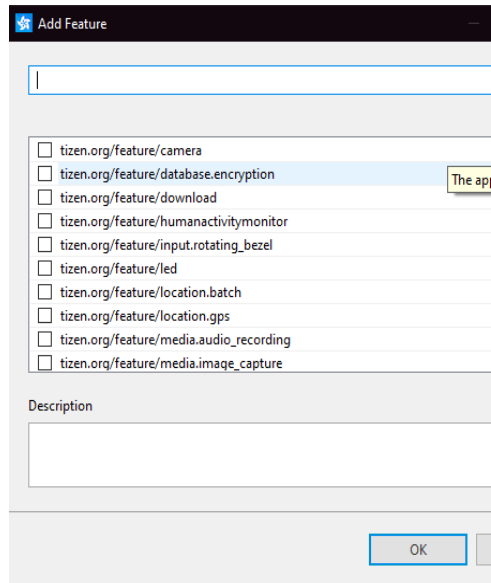 Add Feature
tizen.org/feature/camera
tizen.org/feature/database.encryption
The app
tizen.org/feature/download
tizen.org/feature/humanactivitymonitor
tizen.org/feature/input.rotating_bezel
tizen.org/feature/led
tizen.org/feature/location.batch
tizen.org/feature/location.gps
tizen.org/feature/media.audio_recording
tizen.org/feature/media.image_capture
Description
OK